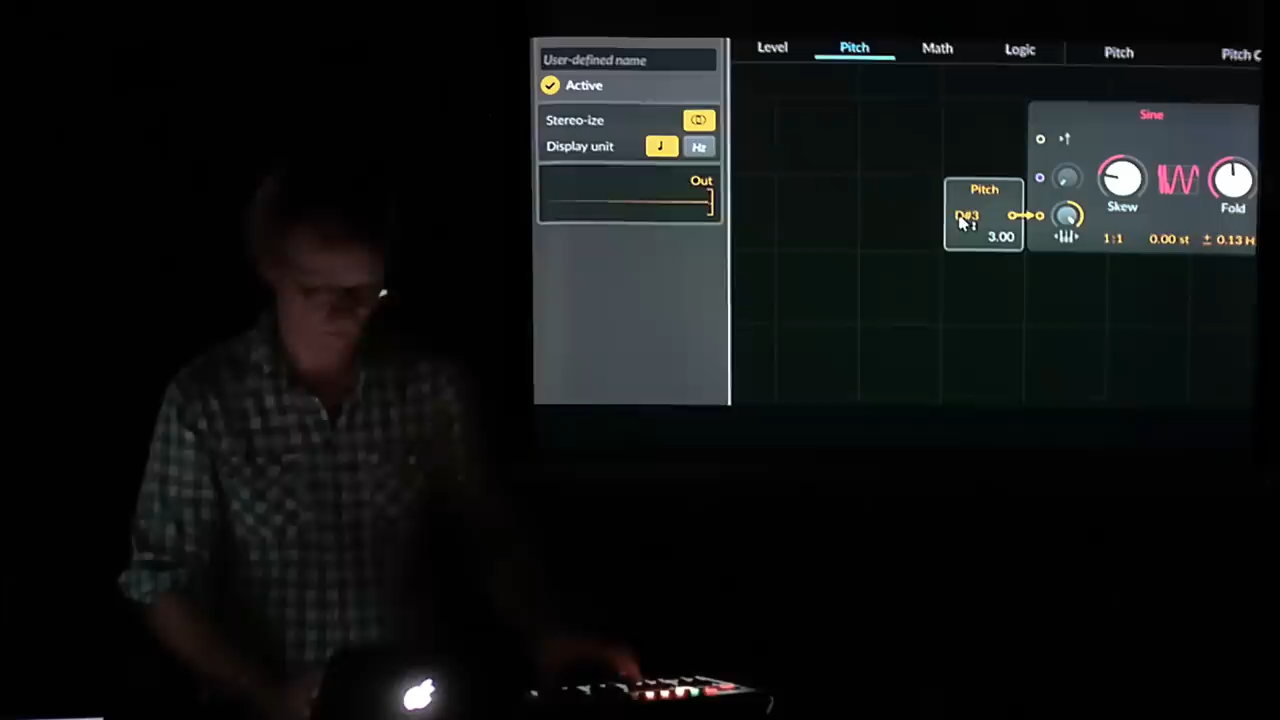 Level Pitch Math Logic Pitch Pitch C
User-defined name
Active
Stereo-ize
Display unit Hz
Out
Sine
Pitch
D#3
3.00
Skew
Fold
1:1 0.00 st ± 0.13 H